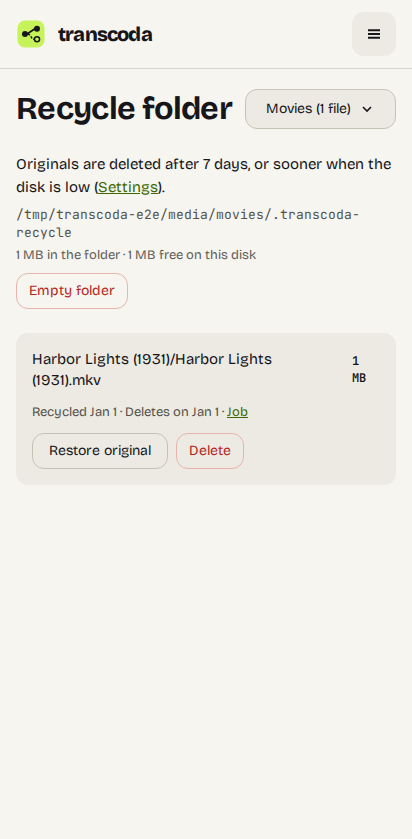 transcoda
Recycle folder
Movies (1 file)
Originals are deleted after 7 days, or sooner when the
disk is low (Settings).
/tmp/transcoda-e2e/media/movies/.transcoda-
recycle
1 MB in the folder · 1 MB free on this disk
Empty folder
Harbor Lights (1931)/Harbor Lights
(1931).mkv
1
MB
Recycled Jan 1 · Deletes on Jan 1 · Job
Restore original
Delete